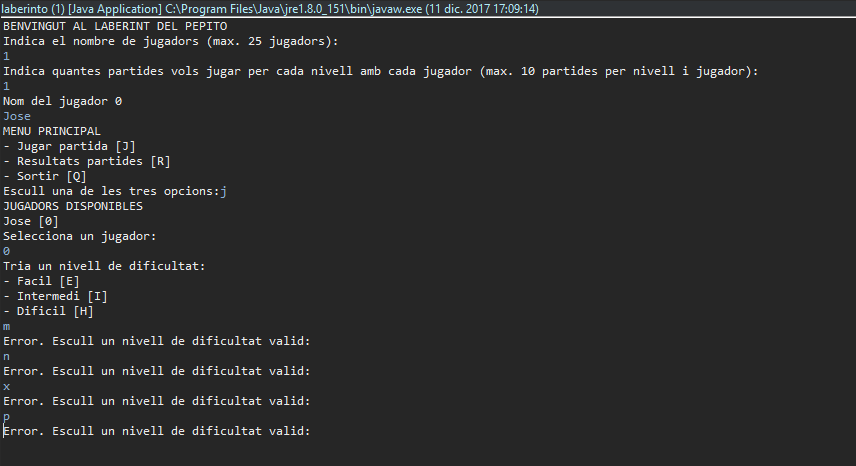 laberinto (1) [Java Application] C:\Program Files\Java\jre1.8.0_151\bin\javaw.exe (11 dic. 2017 17:09:14)
BENVINGUT AL LABERINT DEL PEPITO
Indica el nombre de jugadors (max. 25 jugadors):
1
Indica quantes partides vols jugar per cada nivell amb cada jugador (max. 10 partides per nivell i jugador):
1
Nom del jugador 0
Jose
MENU PRINCIPAL
- Jugar partida [J]
- Resultats partides [R]
- Sortir [Q]
Escull una de les tres opcions:j
JUGADORS DISPONIBLES
Jose [0]
Selecciona un jugador:
0
Tria un nivell de dificultat:
- Facil [E]
- Intermedi [I]
- Dificil [H]
m
Error. Escull un nivell de dificultat valid:
n
Error. Escull un nivell de dificultat valid:
x
Error. Escull un nivell de dificultat valid:
p
Error. Escull un nivell de dificultat valid: